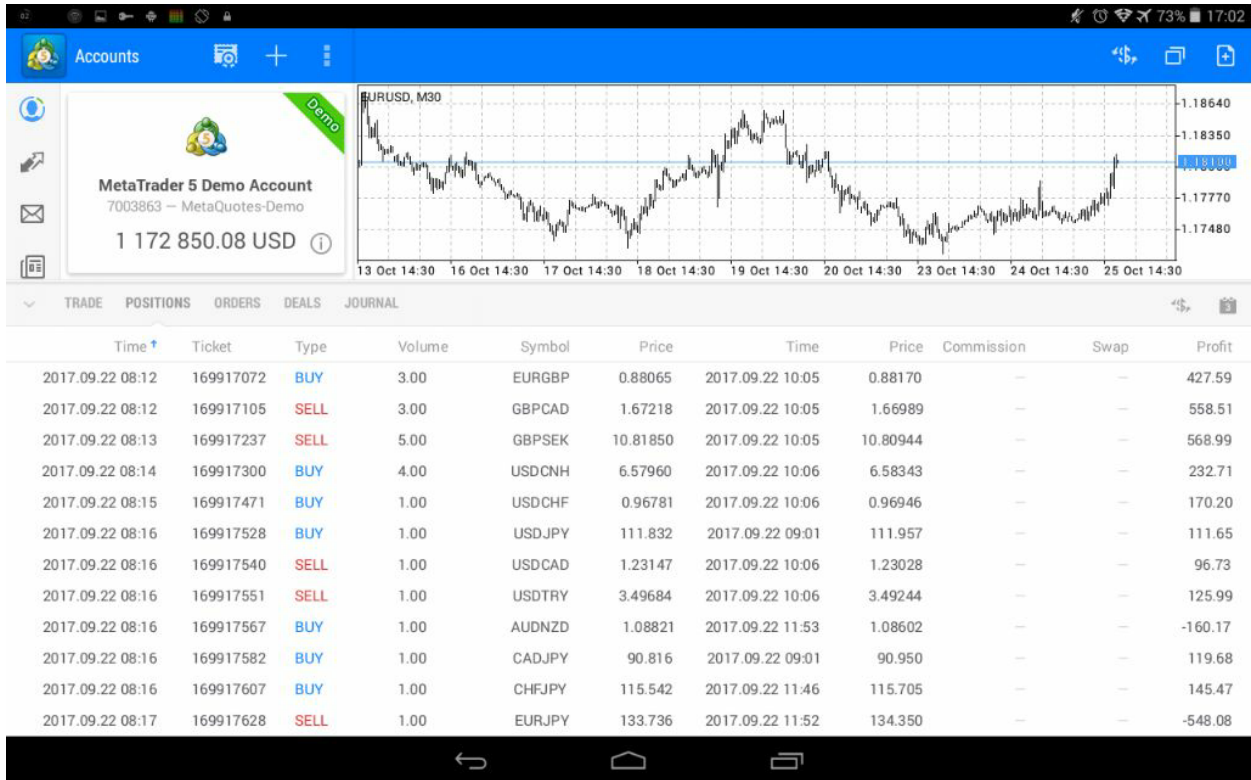 73% 17:02
Accounts
EURUSD, M30
Demo
MetaTrader 5 Demo Account
7003863 — MetaQuotes-Demo
1 172 850.08 USD
1.18640
1.18350
1.17770
1.17480
13 Oct 14:30 16 Oct 14:30 17 Oct 14:30 18 Oct 14:30 19 Oct 14:30 20 Oct 14:30 23 Oct 14:30 24 Oct 14:30 25 Oct 14:30
TRADE POSITIONS ORDERS DEALS JOURNAL
Time Ticket Type Volume Symbol Price Time Price Commission Swap Profit
2017.09.22 08:12 169917072 BUY 3.00 EURGBP 0.88065 2017.09.22 10:05 0.88170 — — 427.59
2017.09.22 08:12 169917105 SELL 3.00 GBPCAD 1.67218 2017.09.22 10:05 1.66989 — — 558.51
2017.09.22 08:13 169917237 SELL 5.00 GBPSEK 10.81850 2017.09.22 10:05 10.80944 — — 568.99
2017.09.22 08:14 169917300 BUY 4.00 USDCNH 6.57960 2017.09.22 10:06 6.58343 — — 232.71
2017.09.22 08:15 169917471 BUY 1.00 USDCHF 0.96781 2017.09.22 10:06 0.96946 — — 170.20
2017.09.22 08:16 169917528 BUY 1.00 USDJPY 111.832 2017.09.22 09:01 111.957 — — 111.65
2017.09.22 08:16 169917540 SELL 1.00 USDCAD 1.23147 2017.09.22 10:06 1.23028 — — 96.73
2017.09.22 08:16 169917551 SELL 1.00 USDTRY 3.49684 2017.09.22 10:06 3.49244 — — 125.99
2017.09.22 08:16 169917567 BUY 1.00 AUDNZD 1.08821 2017.09.22 11:53 1.08602 — — -160.17
2017.09.22 08:16 169917582 BUY 1.00 CADJPY 90.816 2017.09.22 09:01 90.950 — — 119.68
2017.09.22 08:16 169917607 BUY 1.00 CHFJPY 115.542 2017.09.22 11:46 115.705 — — 145.47
2017.09.22 08:17 169917628 SELL 1.00 EURJPY 133.736 2017.09.22 11:52 134.350 — — -548.08